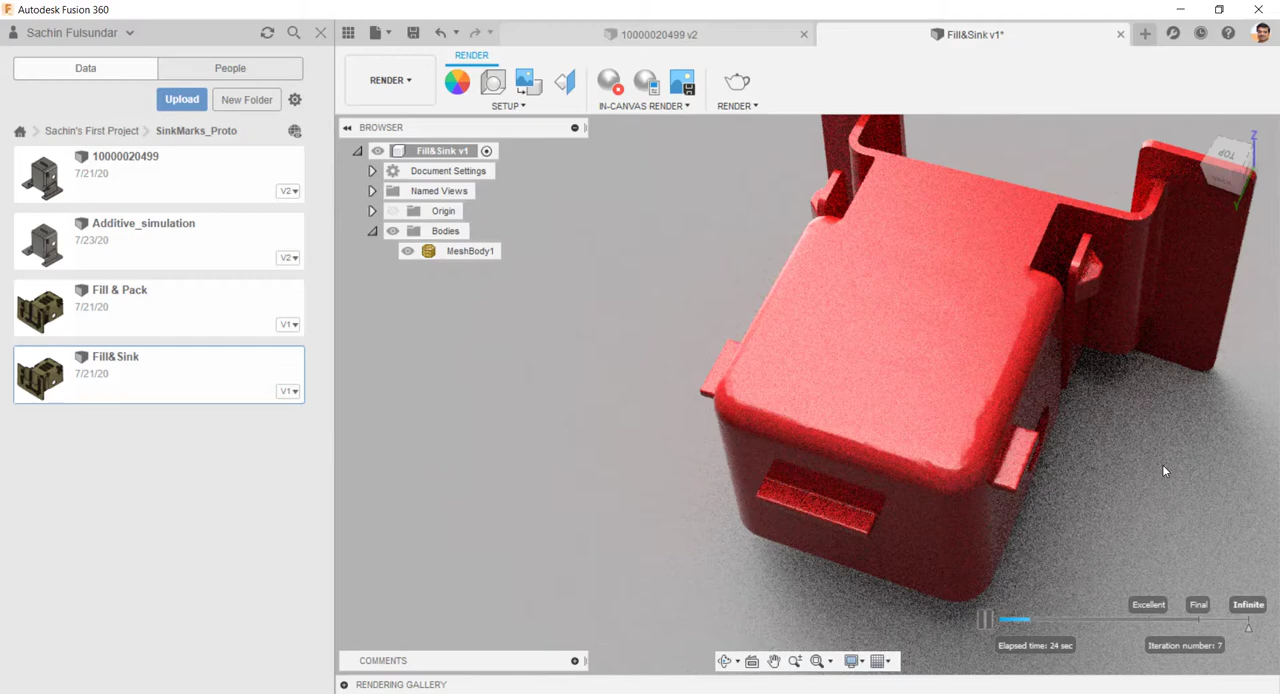 Autodesk Fusion 360
Sachin Fulsundar
10000020499 v2
Fill&Sink v1*
Data
People
Upload
New Folder
Sachin's First Project
SinkMarks_Proto
10000020499
7/21/20
V2
Additive_simulation
7/23/20
V2
Fill & Pack
7/21/20
V1
Fill&Sink
7/21/20
V1
RENDER
RENDER
SETUP
IN-CANVAS RENDER
RENDER
BROWSER
Fill&Sink v1
Document Settings
Named Views
Origin
Bodies
MeshBody1
TOP
Z
Y
Excellent
Final
Infinite
Elapsed time: 24 sec
Iteration number: 7
COMMENTS
RENDERING GALLERY